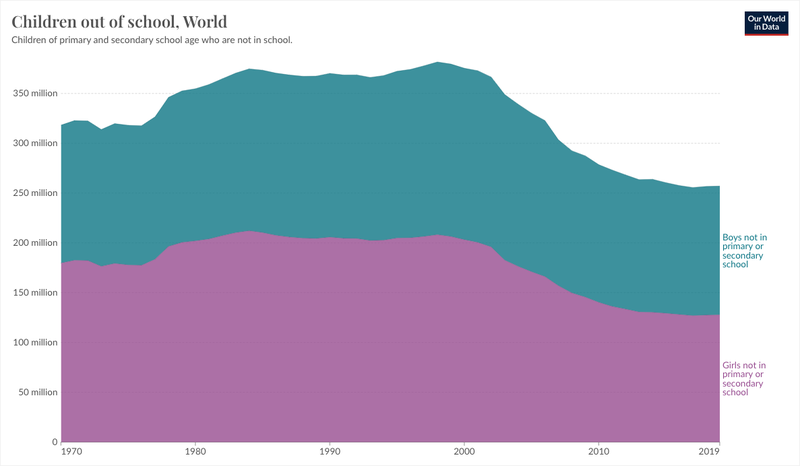 Children out of school, World
Children of primary and secondary school age who are not in school.
Our World
in Data
350 million
300 million
250 million
200 million
150 million
100 million
50 million
0
1970
1980
1990
2000
2010
2019
Boys not in
primary or
secondary
school
Girls not in
primary or
secondary
school